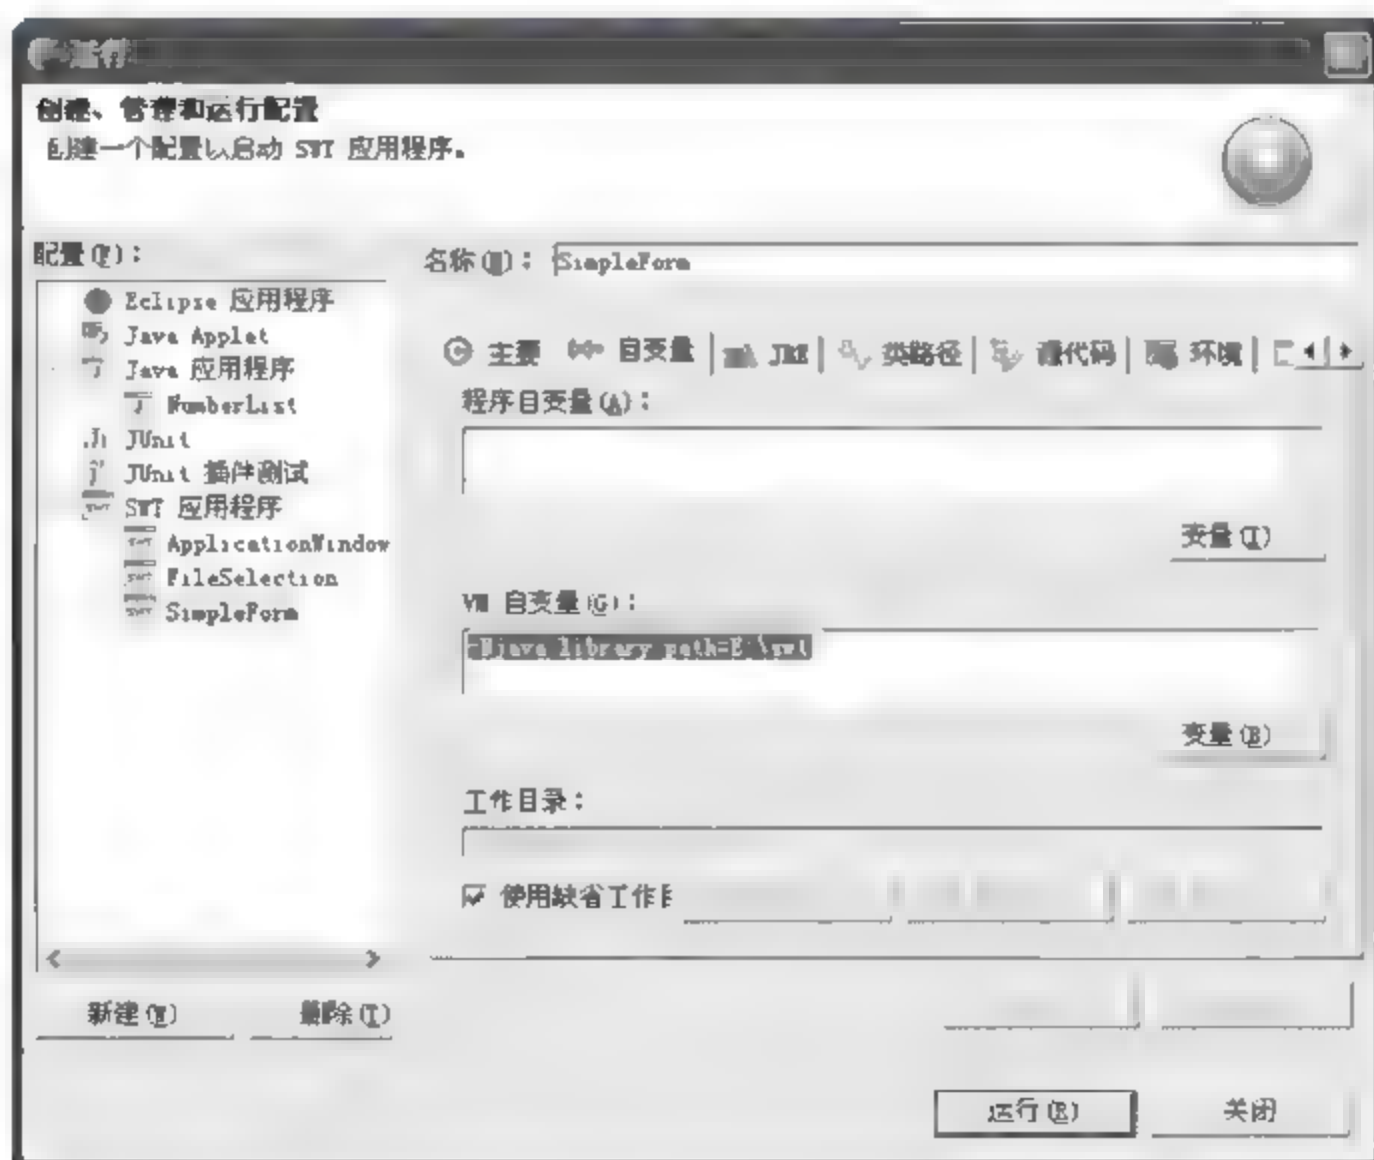 运行
创建、管理和运行配置
创建一个配置以启动 SWT 应用程序。
配置(F)：
Eclipse 应用程序
Java Applet
Java 应用程序
NumberList
JUnit
JUnit 插件测试
SWT 应用程序
ApplicationWindow
FileSelection
SimpleForm
新建(W)
删除(T)
名称(N)： SimpleForm
主要 自变量 JRE 类路径 源代码 环境
程序自变量(A)：
变量(I)
VM 自变量(G)：
-Djava.library.path=E:\swt
变量(B)
工作目录：
使用缺省工作目
运行(R) 关闭